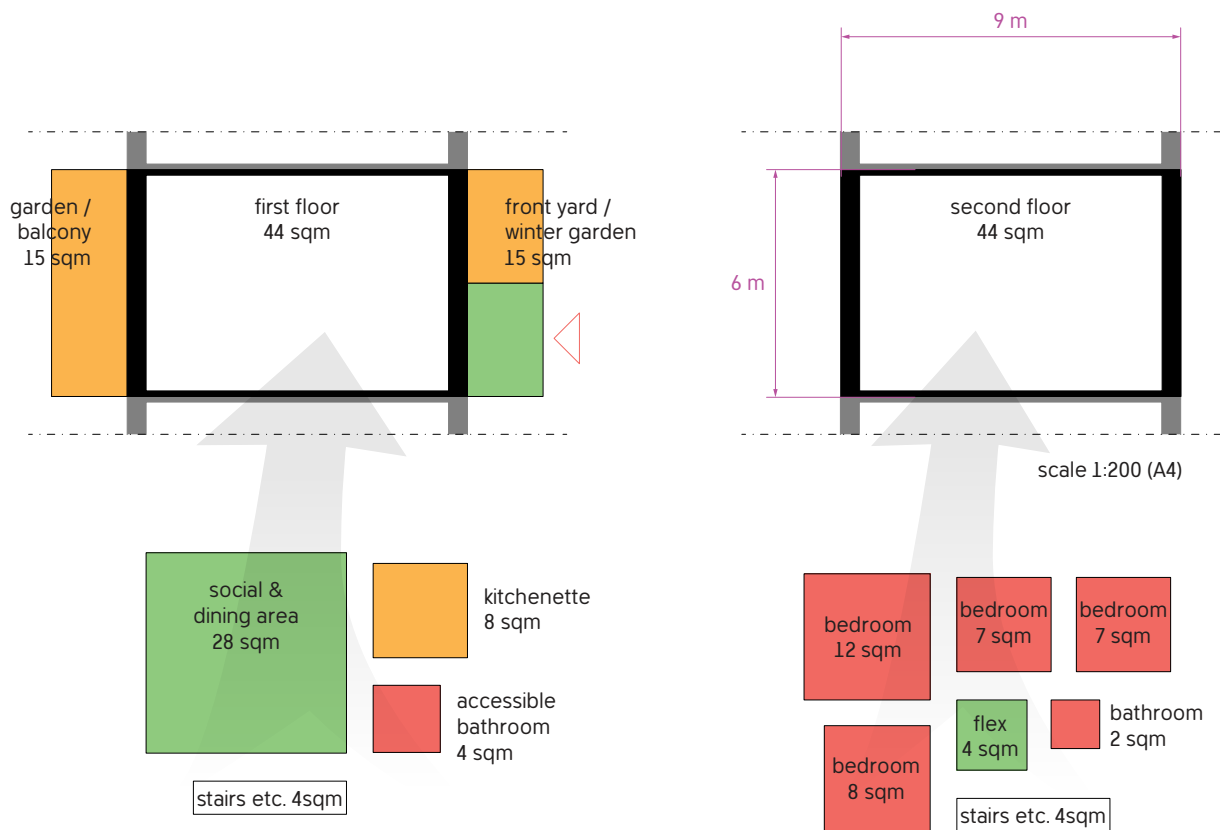 9 m
garden /
balcony
15 sqm
first floor
44 sqm
front yard /
winter garden
15 sqm
second floor
44 sqm
6 m
scale 1:200 (A4)
social &
dining area
28 sqm
kitchenette
8 sqm
accessible
bathroom
4 sqm
stairs etc. 4sqm
bedroom
12 sqm
bedroom
7 sqm
bedroom
7 sqm
flex
4 sqm
bathroom
2 sqm
bedroom
8 sqm
stairs etc. 4sqm